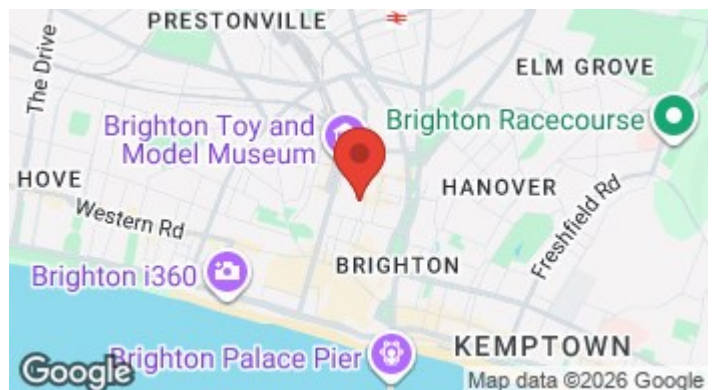 PRESTONVILLE
The Drive
ELM GROVE
Brighton Toy and
Model Museum
Brighton Racecourse
HOVE
HANOVER
Western Rd
Freshfield Rd
BRIGHTON
Brighton i360
KEMPTOWN
Brighton Palace Pier
Google
Map data ©2026 Google